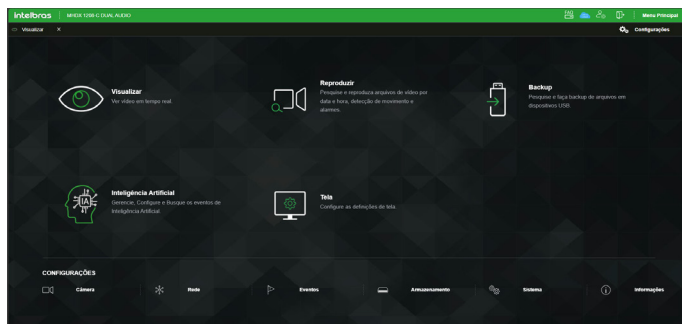 intelbras MHDX 1208-C DUAL AUDIO Menu Principal
Visualizar X Configurações
Visualizar
Ver vídeo em tempo real.
Reproduzir
Pesquise e reproduza arquivos de vídeo por
data e hora, detecção de movimento e
alarmes.
Backup
Pesquise e faça backup de arquivos em
dispositivos USB.
IA
Inteligência Artificial
Gerencie, Configure e Busque os eventos de
Inteligência Artificial
Tela
Configure as definições de tela.
CONFIGURAÇÕES
Câmera Rede Eventos Armazenamento Sistema Informações